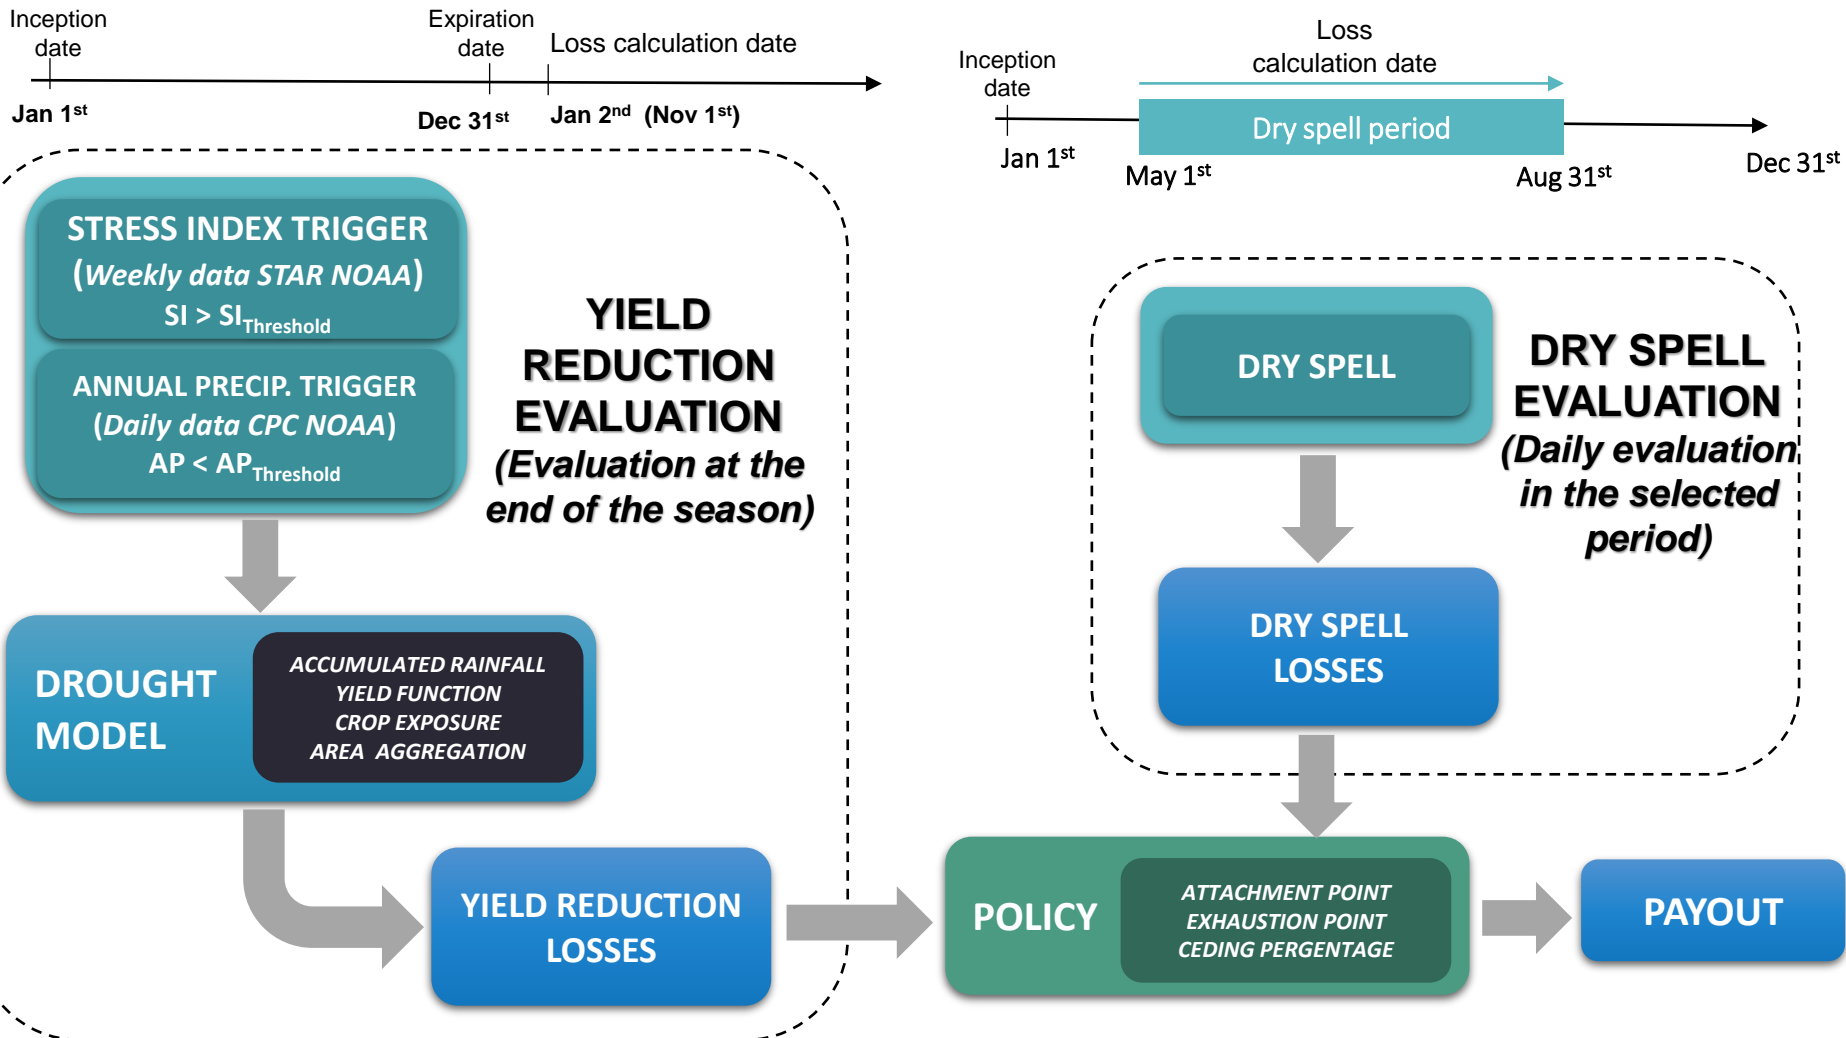 Inception
date
Expiration
date
Loss calculation date
Jan 1st
Dec 31st
Jan 2nd (Nov 1st)
STRESS INDEX TRIGGER
(Weekly data STAR NOAA)
SI > SIThreshold
ANNUAL PRECIP. TRIGGER
(Daily data CPC NOAA)
AP < APThreshold
YIELD
REDUCTION
EVALUATION
(Evaluation at the
end of the season)
DROUGHT
MODEL
ACCUMULATED RAINFALL
YIELD FUNCTION
CROP EXPOSURE
AREA AGGREGATION
YIELD REDUCTION
LOSSES
Loss
calculation date
Inception
date
Dry spell period
Jan 1st
May 1st
Aug 31st
Dec 31st
DRY SPELL
DRY SPELL
EVALUATION
(Daily evaluation
in the selected
period)
DRY SPELL
LOSSES
POLICY
ATTACHMENT POINT
EXHAUSTION POINT
CEDING PERGENTAGE
PAYOUT